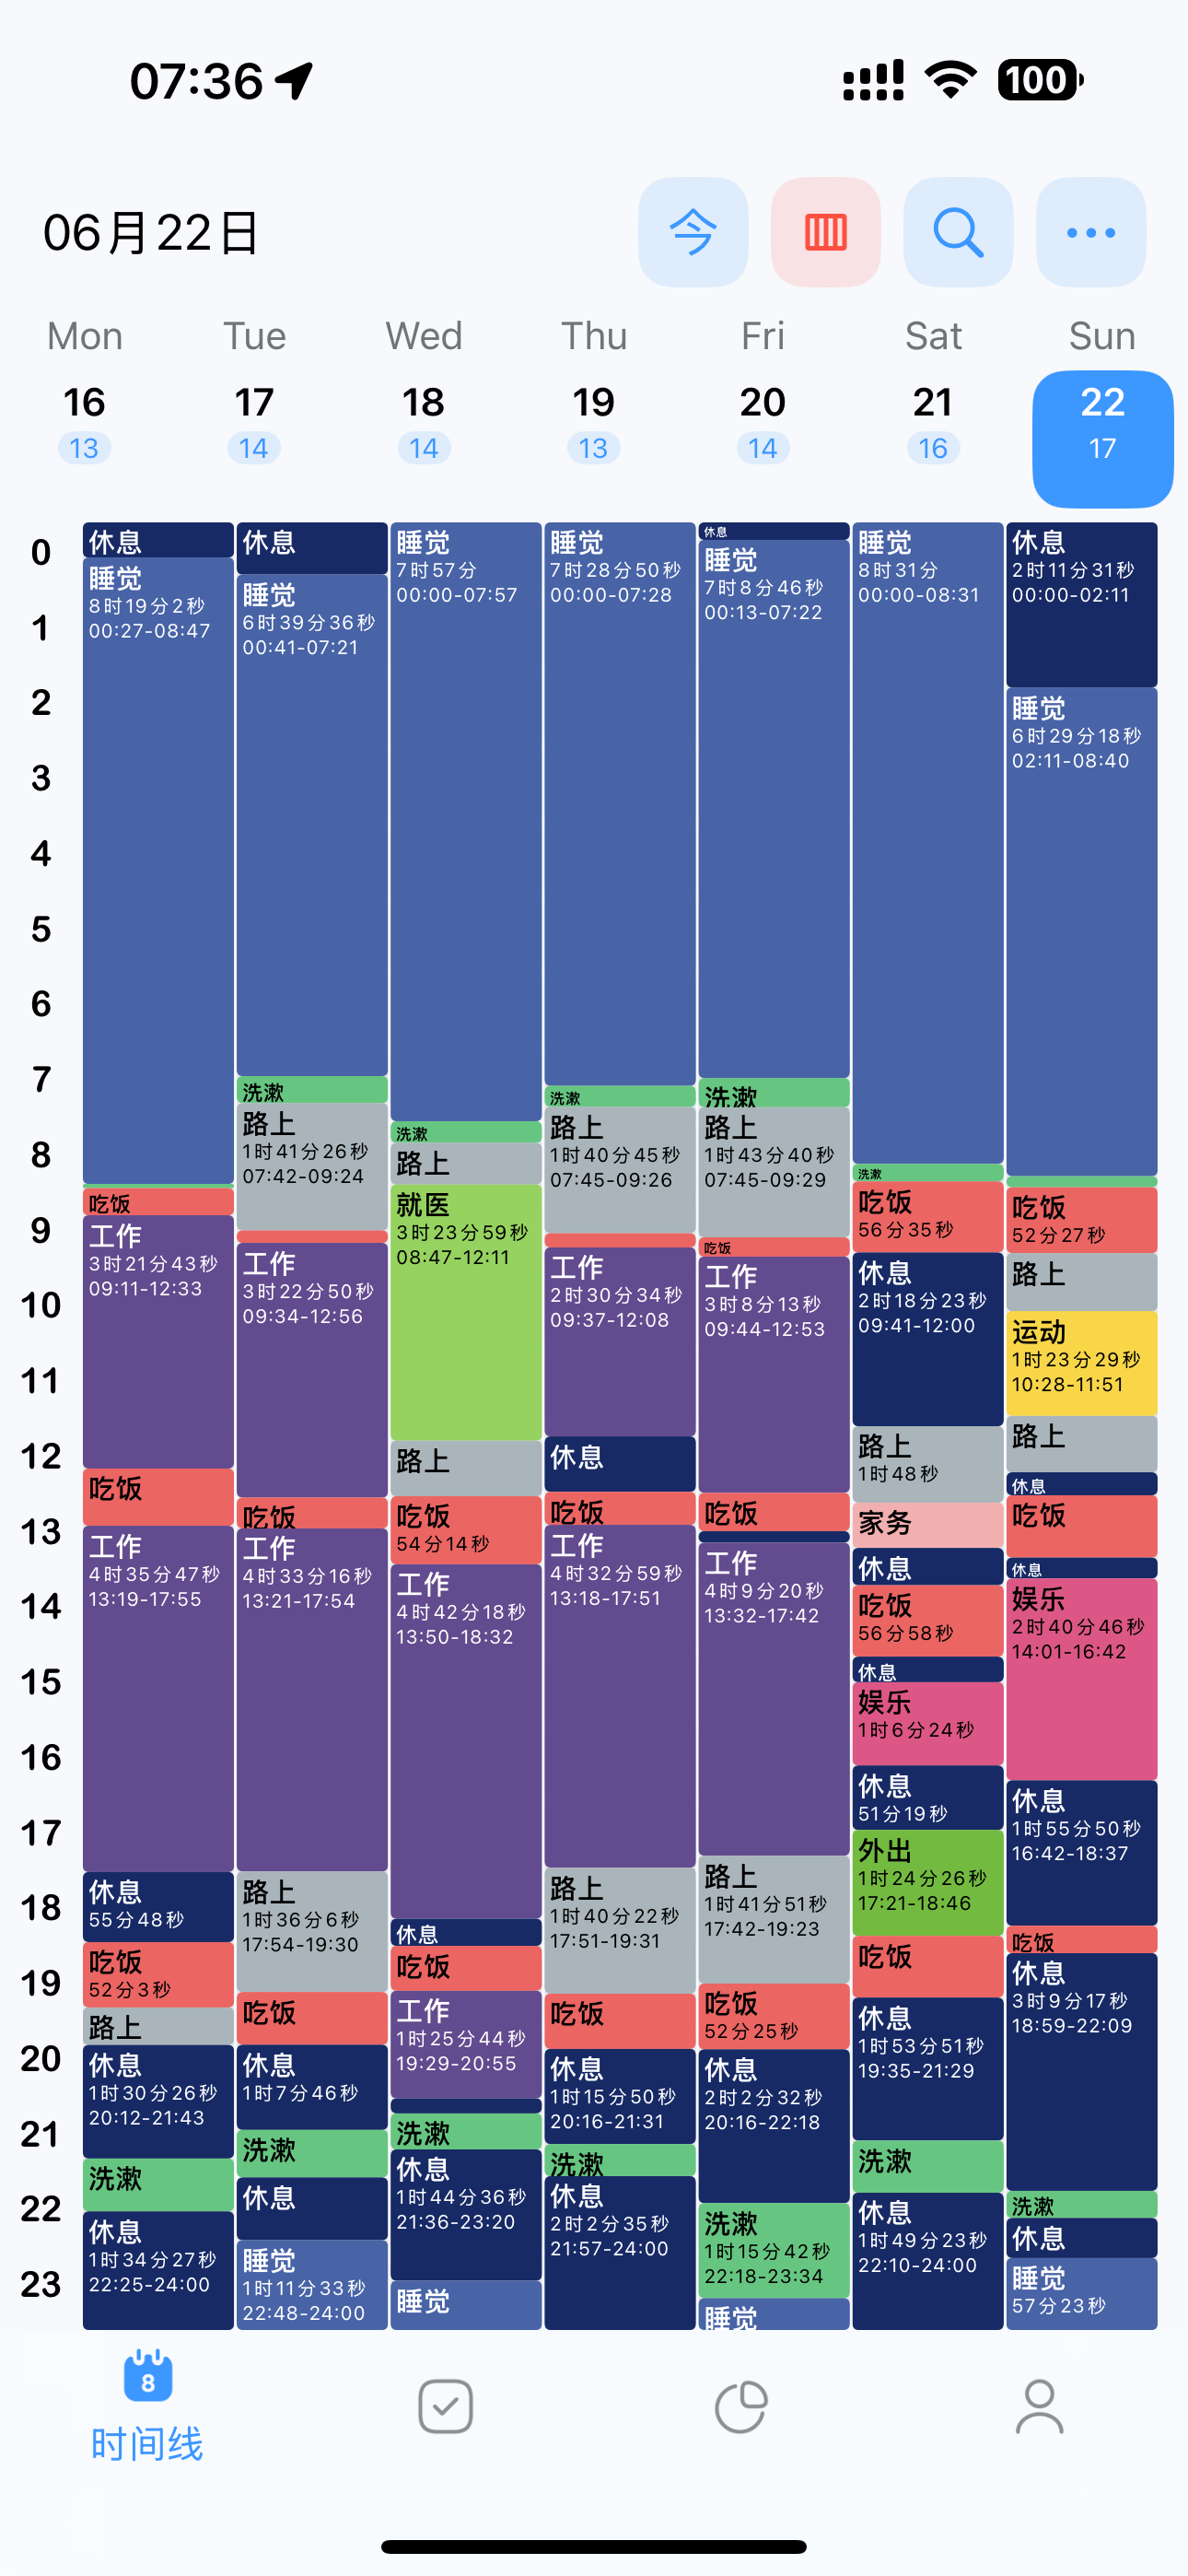 07:36
100
06月22日
今
Mon Tue Wed Thu Fri Sat Sun
16 17 18 19 20 21 22
13 14 14 13 14 16 17
0
1
2
3
4
5
6
7
8
9
10
11
12
13
14
15
16
17
18
19
20
21
22
23
休息
睡觉
8时19分2秒
00:27-08:47
吃饭
工作
3时21分43秒
09:11-12:33
吃饭
工作
4时35分47秒
13:19-17:55
休息
55分48秒
吃饭
52分3秒
路上
休息
1时30分26秒
20:12-21:43
洗漱
休息
1时34分27秒
22:25-24:00
休息
睡觉
6时39分36秒
00:41-07:21
洗漱
路上
1时41分26秒
07:42-09:24
工作
3时22分50秒
09:34-12:56
吃饭
工作
4时33分16秒
13:21-17:54
路上
1时36分6秒
17:54-19:30
吃饭
休息
1时7分46秒
洗漱
休息
睡觉
1时11分33秒
22:48-24:00
睡觉
7时57分
00:00-07:57
洗漱
路上
就医
3时23分59秒
08:47-12:11
路上
吃饭
54分14秒
工作
4时42分18秒
13:50-18:32
休息
吃饭
工作
1时25分44秒
19:29-20:55
洗漱
休息
1时44分36秒
21:36-23:20
睡觉
睡觉
7时28分50秒
00:00-07:28
洗漱
路上
1时40分45秒
07:45-09:26
工作
2时30分34秒
09:37-12:08
休息
吃饭
工作
4时32分59秒
13:18-17:51
路上
1时40分22秒
17:51-19:31
吃饭
休息
1时15分50秒
20:16-21:31
洗漱
休息
2时2分35秒
21:57-24:00
休息
睡觉
7时8分46秒
00:13-07:22
洗漱
路上
1时43分40秒
07:45-09:29
吃饭
工作
3时8分13秒
09:44-12:53
吃饭
工作
4时9分20秒
13:32-17:42
路上
1时41分51秒
17:42-19:23
吃饭
52分25秒
休息
2时2分32秒
20:16-22:18
洗漱
1时15分42秒
22:18-23:34
睡觉
睡觉
8时31分
00:00-08:31
洗漱
吃饭
56分35秒
休息
2时18分23秒
09:41-12:00
路上
1时48秒
家务
休息
吃饭
56分58秒
休息
娱乐
1时6分24秒
休息
51分19秒
外出
1时24分26秒
17:21-18:46
吃饭
休息
1时53分51秒
19:35-21:29
洗漱
休息
1时49分23秒
22:10-24:00
休息
2时11分31秒
00:00-02:11
睡觉
6时29分18秒
02:11-08:40
吃饭
52分27秒
路上
运动
1时23分29秒
10:28-11:51
路上
休息
吃饭
休息
娱乐
2时40分46秒
14:01-16:42
休息
1时55分50秒
16:42-18:37
吃饭
休息
3时9分17秒
18:59-22:09
洗漱
休息
睡觉
57分23秒
8
时间线